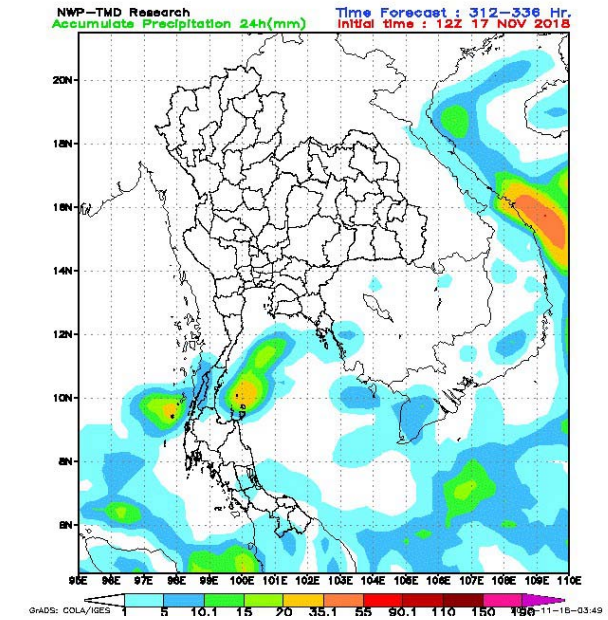 NWP-TMD Research
Time Forecast : 312-336 Hr.
Accumulate Precipitation 24h(mm)
Initial time : 12Z 17 NOV 2018
20N
18N
16N
14N
12N
10N
8N
6N
95E 96E 97E 98E 99E 100E 101E 102E 103E 104E 105E 106E 107E 108E 109E 110E
GrADS: COLA/IGES
1 5 10.1 15 20 35.1 55 90.1 110 150 190
-11-18-03:49